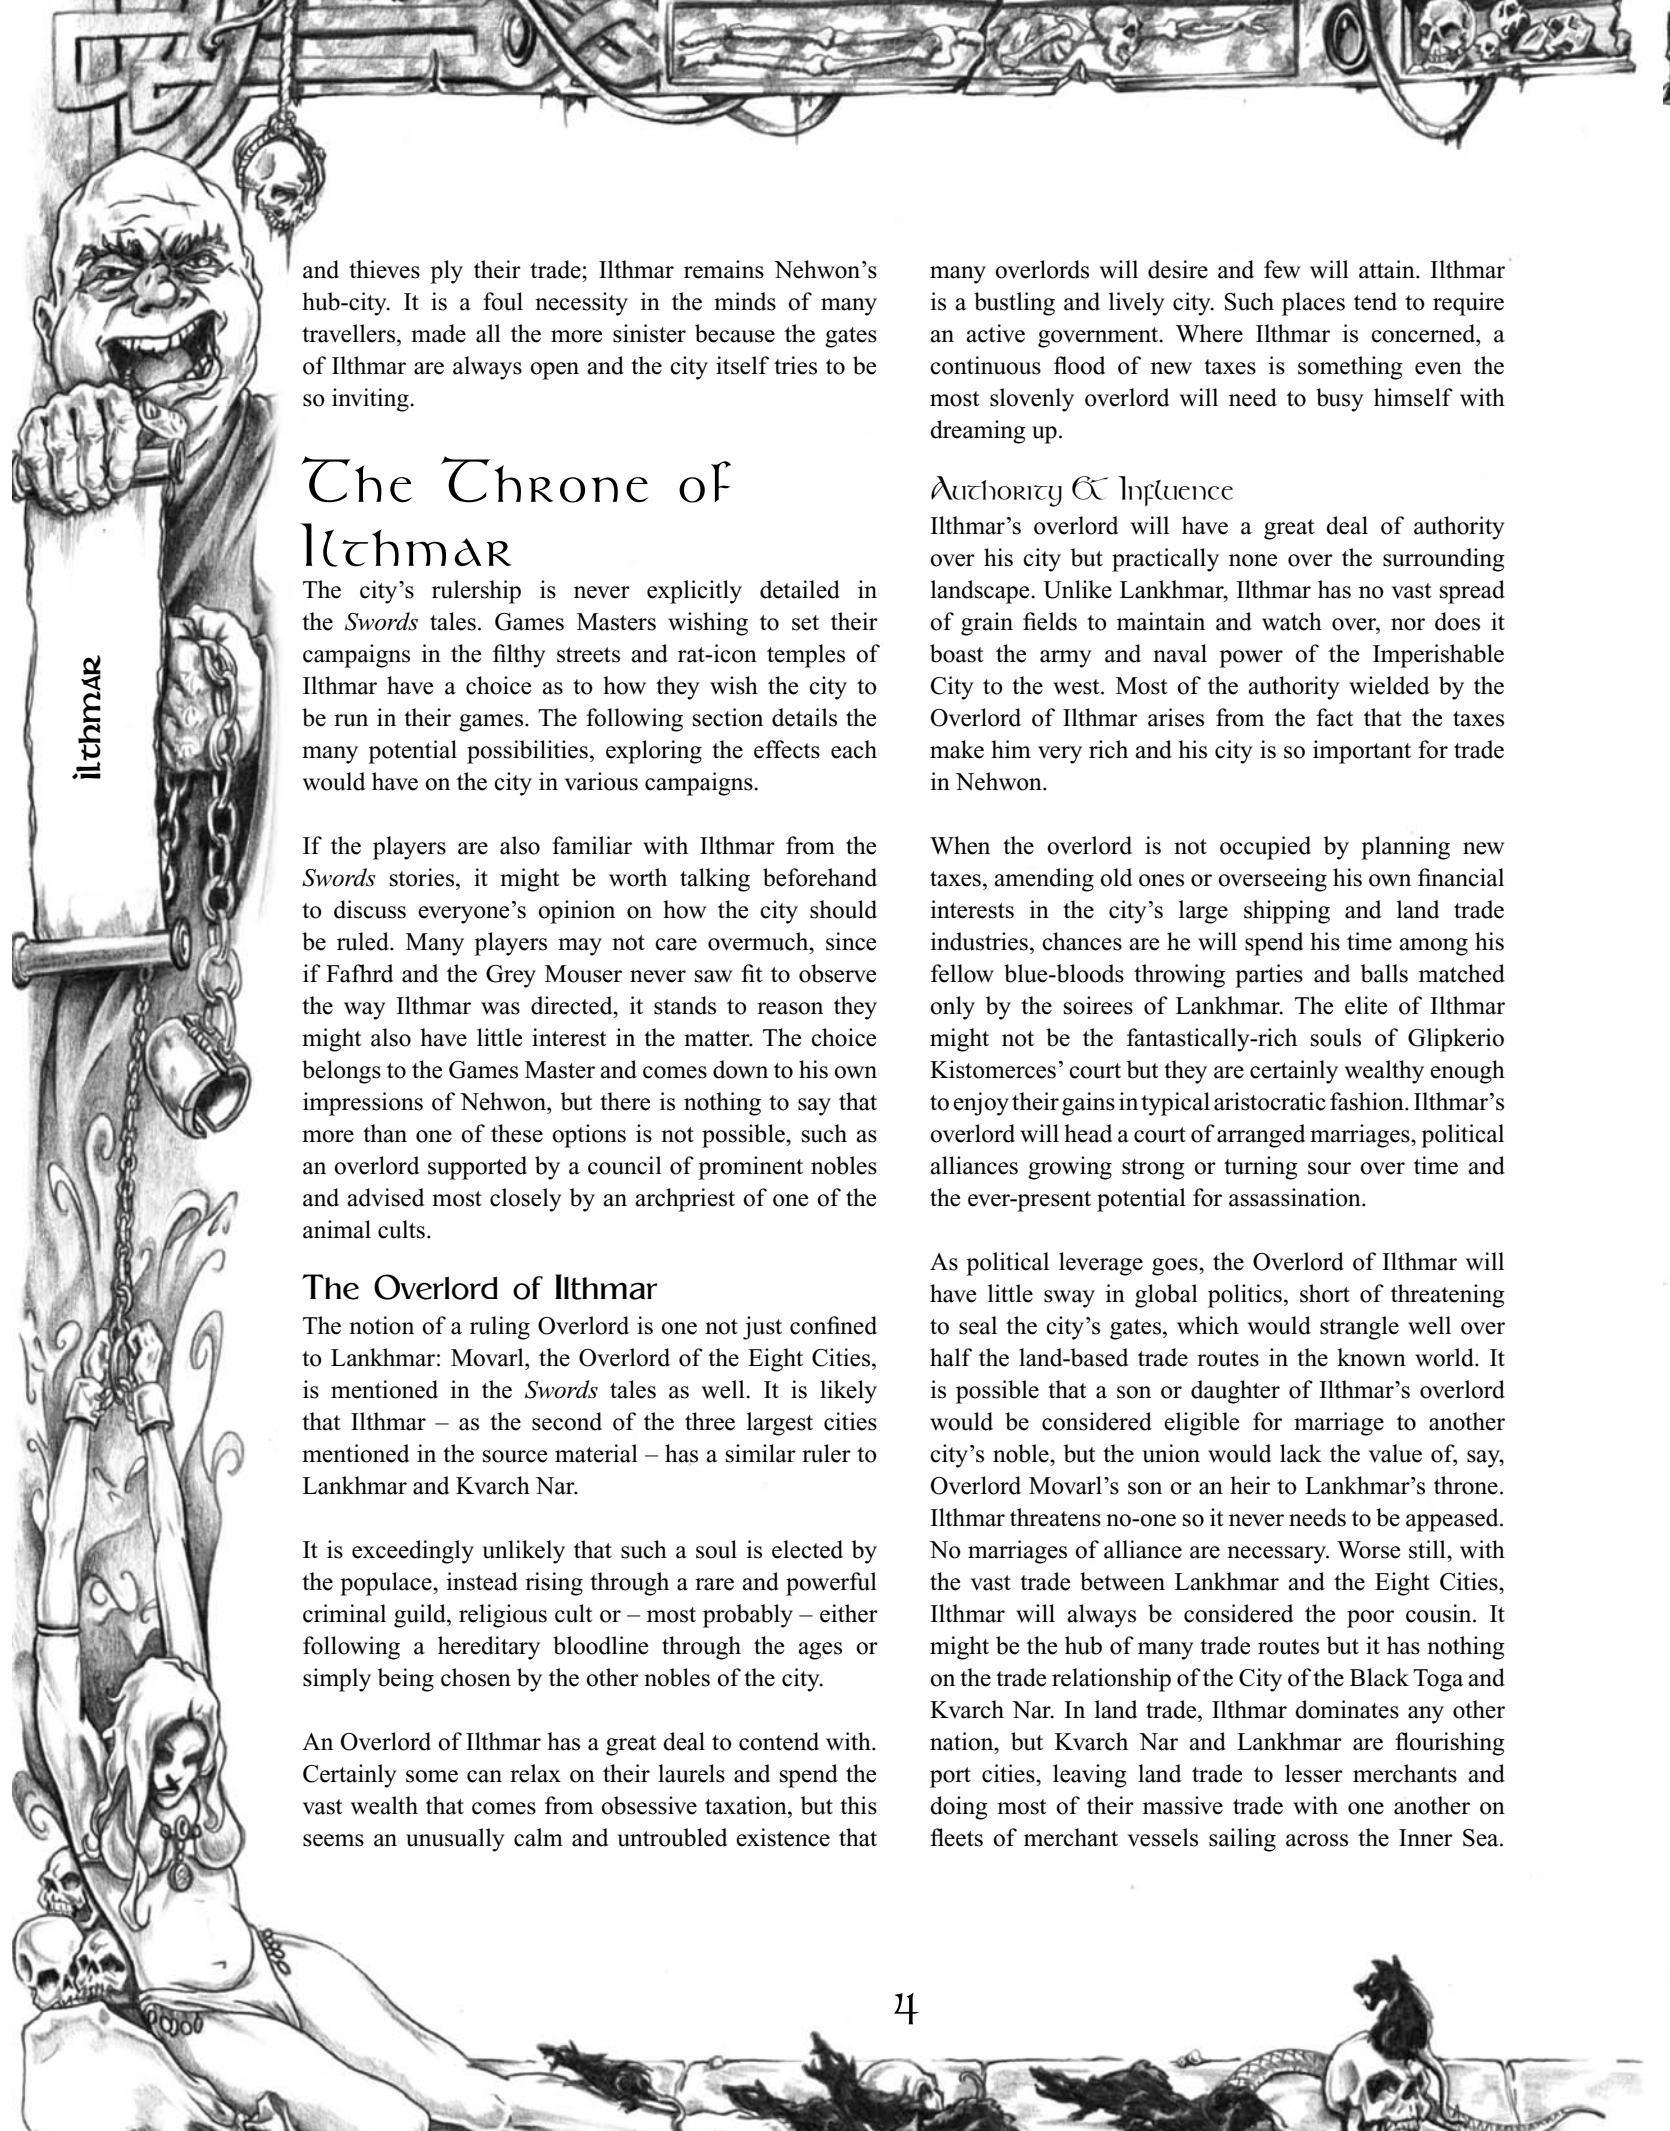 ilthmar
and thieves ply their trade; Ilthmar remains Nehwon's
hub-city. It is a foul necessity in the minds of many
travellers, made all the more sinister because the gates
of Ilthmar are always open and the city itself tries to be
so inviting.
The Throne of
Ilthmar
The city's rulership is never explicitly detailed in
the Swords tales. Games Masters wishing to set their
campaigns in the filthy streets and rat-icon temples of
Ilthmar have a choice as to how they wish the city to
be run in their games. The following section details the
many potential possibilities, exploring the effects each
would have on the city in various campaigns.
If the players are also familiar with Ilthmar from the
Swords stories, it might be worth talking beforehand
to discuss everyone's opinion on how the city should
be ruled. Many players may not care overmuch, since
if Fafhrd and the Grey Mouser never saw fit to observe
the way Ilthmar was directed, it stands to reason they
might also have little interest in the matter. The choice
belongs to the Games Master and comes down to his own
impressions of Nehwon, but there is nothing to say that
more than one of these options is not possible, such as
an overlord supported by a council of prominent nobles
and advised most closely by an archpriest of one of the
animal cults.
The Overlord of Ilthmar
The notion of a ruling Overlord is one not just confined
to Lankhmar: Movarl, the Overlord of the Eight Cities,
is mentioned in the Swords tales as well. It is likely
that Ilthmar – as the second of the three largest cities
mentioned in the source material – has a similar ruler to
Lankhmar and Kvarch Nar.
It is exceedingly unlikely that such a soul is elected by
the populace, instead rising through a rare and powerful
criminal guild, religious cult or – most probably – either
following a hereditary bloodline through the ages or
simply being chosen by the other nobles of the city.
An Overlord of Ilthmar has a great deal to contend with.
Certainly some can relax on their laurels and spend the
vast wealth that comes from obsessive taxation, but this
seems an unusually calm and untroubled existence that
many overlords will desire and few will attain. Ilthmar
is a bustling and lively city. Such places tend to require
an active government. Where Ilthmar is concerned, a
continuous flood of new taxes is something even the
most slovenly overlord will need to busy himself with
dreaming up.
Authority & Influence
Ilthmar's overlord will have a great deal of authority
over his city but practically none over the surrounding
landscape. Unlike Lankhmar, Ilthmar has no vast spread
of grain fields to maintain and watch over, nor does it
boast the army and naval power of the Imperishable
City to the west. Most of the authority wielded by the
Overlord of Ilthmar arises from the fact that the taxes
make him very rich and his city is so important for trade
in Nehwon.
When the overlord is not occupied by planning new
taxes, amending old ones or overseeing his own financial
interests in the city's large shipping and land trade
industries, chances are he will spend his time among his
fellow blue-bloods throwing parties and balls matched
only by the soirees of Lankhmar. The elite of Ilthmar
might not be the fantastically-rich souls of Glipkerio
Kistomerces' court but they are certainly wealthy enough
to enjoy their gains in typical aristocratic fashion. Ilthmar's
overlord will head a court of arranged marriages, political
alliances growing strong or turning sour over time and
the ever-present potential for assassination.
As political leverage goes, the Overlord of Ilthmar will
have little sway in global politics, short of threatening
to seal the city's gates, which would strangle well over
half the land-based trade routes in the known world. It
is possible that a son or daughter of Ilthmar's overlord
would be considered eligible for marriage to another
city's noble, but the union would lack the value of, say,
Overlord Movarl's son or an heir to Lankhmar's throne.
Ilthmar threatens no-one so it never needs to be appeased.
No marriages of alliance are necessary. Worse still, with
the vast trade between Lankhmar and the Eight Cities,
Ilthmar will always be considered the poor cousin. It
might be the hub of many trade routes but it has nothing
on the trade relationship of the City of the Black Toga and
Kvarch Nar. In land trade, Ilthmar dominates any other
nation, but Kvarch Nar and Lankhmar are flourishing
port cities, leaving land trade to lesser merchants and
doing most of their massive trade with one another on
fleets of merchant vessels sailing across the Inner Sea.
4